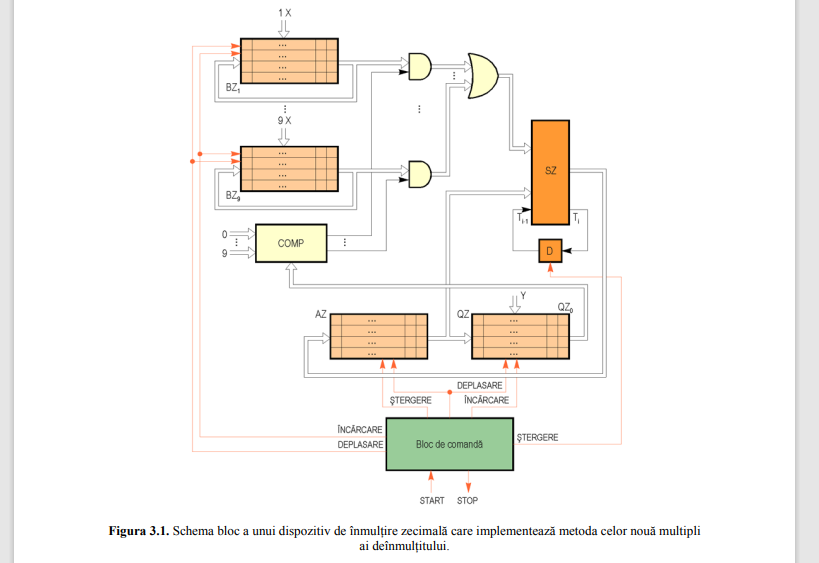 1 X
...
...
...
...
BZ1
⋮
⋮
9 X
...
...
...
...
BZ9
⋮
SZ
0
⋮
9
COMP
⋮
Ti-1
Ti
D
Y
AZ
QZ
QZ0
...
...
...
...
...
...
...
...
DEPLASARE
ŞTERGERE
ÎNCĂRCARE
ÎNCĂRCARE
DEPLASARE
Bloc de comandă
ŞTERGERE
START STOP
Figura 3.1. Schema bloc a unui dispozitiv de înmulţire zecimală care implementează metoda celor nouă multipli
ai deînmulţitului.